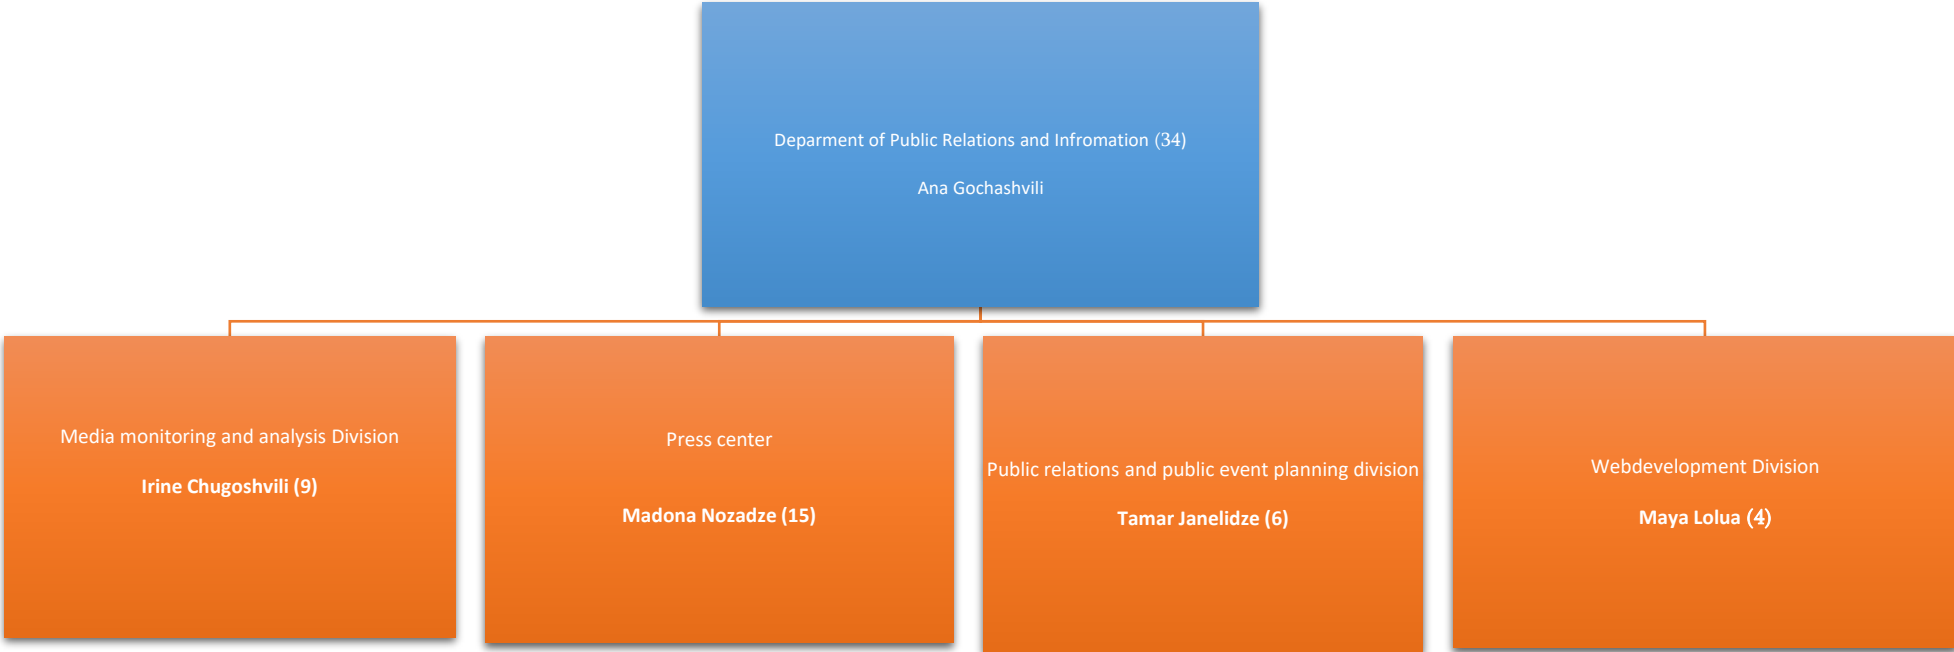 Deparment of Public Relations and Infromation (34)
Ana Gochashvili
Media monitoring and analysis Division
Irine Chugoshvili (9)
Press center
Madona Nozadze (15)
Public relations and public event planning division
Tamar Janelidze (6)
Webdevelopment Division
Maya Lolua (4)